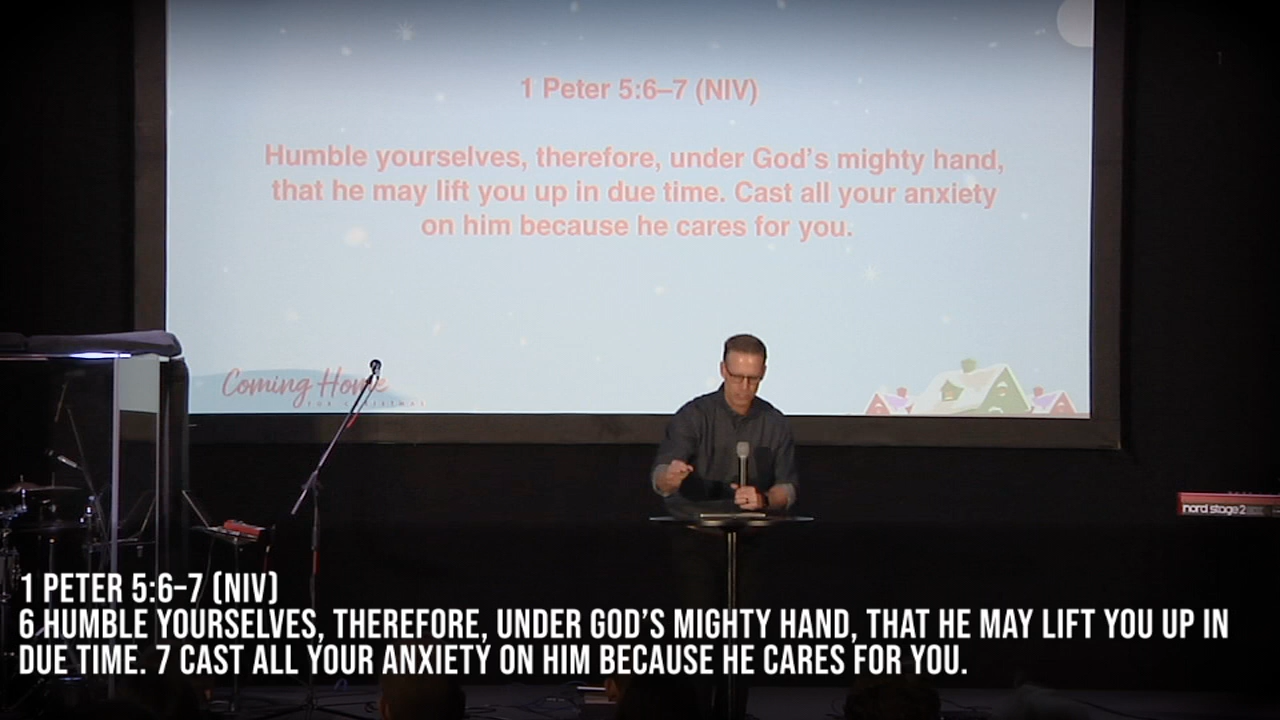 1 Peter 5:6–7 (NIV)
Humble yourselves, therefore, under God's mighty hand,
that he may lift you up in due time. Cast all your anxiety
on him because he cares for you.
Coming Home
FOR CHRISTMAS
nord stage 2
1 PETER 5:6–7 (NIV)
6 HUMBLE YOURSELVES, THEREFORE, UNDER GOD'S MIGHTY HAND, THAT HE MAY LIFT YOU UP IN
DUE TIME. 7 CAST ALL YOUR ANXIETY ON HIM BECAUSE HE CARES FOR YOU.